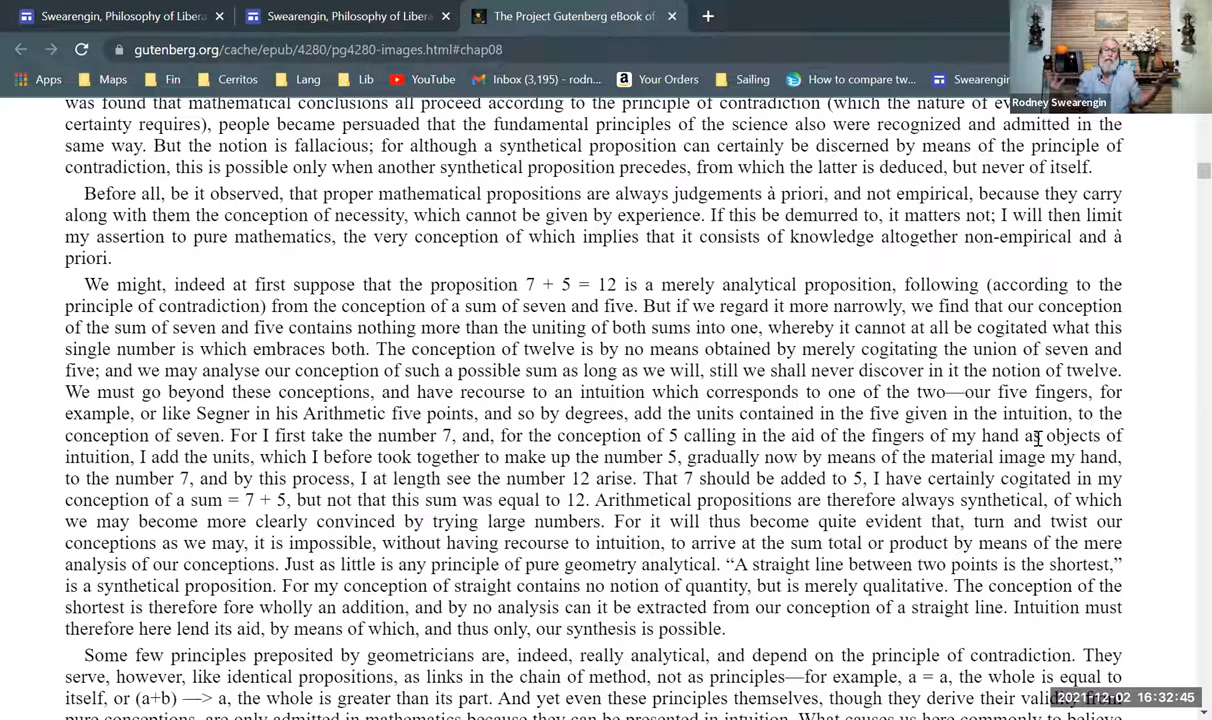 Swearengin, Philosophy of Libera
Swearengin, Philosophy of Libera
The Project Gutenberg eBook of
gutenberg.org/cache/epub/4280/pg4280-images.html#chap08
Apps
Maps
Fin
Cerritos
Lang
Lib
YouTube
Inbox (3,195) - rodn...
Your Orders
Sailing
How to compare tw...
Swearengin
Rodney Swearengin
was found that mathematical conclusions all proceed according to the principle of contradiction (which the nature of
certainty requires), people became persuaded that the fundamental principles of the science also were recognized and admitted in the
same way. But the notion is fallacious; for although a synthetical proposition can certainly be discerned by means of the principle of
contradiction, this is possible only when another synthetical proposition precedes, from which the latter is deduced, but never of itself.
Before all, be it observed, that proper mathematical propositions are always judgements à priori, and not empirical, because they carry
along with them the conception of necessity, which cannot be given by experience. If this be demurred to, it matters not; I will then limit
my assertion to pure mathematics, the very conception of which implies that it consists of knowledge altogether non-empirical and à
priori.
We might, indeed at first suppose that the proposition 7 + 5 = 12 is a merely analytical proposition, following (according to the
principle of contradiction) from the conception of a sum of seven and five. But if we regard it more narrowly, we find that our conception
of the sum of seven and five contains nothing more than the uniting of both sums into one, whereby it cannot at all be cogitated what this
single number is which embraces both. The conception of twelve is by no means obtained by merely cogitating the union of seven and
five; and we may analyse our conception of such a possible sum as long as we will, still we shall never discover in it the notion of twelve.
We must go beyond these conceptions, and have recourse to an intuition which corresponds to one of the two—our five fingers, for
example, or like Segner in his Arithmetic five points, and so by degrees, add the units contained in the five given in the intuition, to the
conception of seven. For I first take the number 7, and, for the conception of 5 calling in the aid of the fingers of my hand as objects of
intuition, I add the units, which I before took together to make up the number 5, gradually now by means of the material image my hand,
to the number 7, and by this process, I at length see the number 12 arise. That 7 should be added to 5, I have certainly cogitated in my
conception of a sum = 7 + 5, but not that this sum was equal to 12. Arithmetical propositions are therefore always synthetical, of which
we may become more clearly convinced by trying large numbers. For it will thus become quite evident that, turn and twist our
conceptions as we may, it is impossible, without having recourse to intuition, to arrive at the sum total or product by means of the mere
analysis of our conceptions. Just as little is any principle of pure geometry analytical. “A straight line between two points is the shortest,”
is a synthetical proposition. For my conception of straight contains no notion of quantity, but is merely qualitative. The conception of the
shortest is therefore fore wholly an addition, and by no analysis can it be extracted from our conception of a straight line. Intuition must
therefore here lend its aid, by means of which, and thus only, our synthesis is possible.
Some few principles preposited by geometricians are, indeed, really analytical, and depend on the principle of contradiction. They
serve, however, like identical propositions, as links in the chain of method, not as principles—for example, a = a, the whole is equal to
itself, or (a+b) —> a, the whole is greater than its part. And yet even these principles themselves, though they derive their
2021-12-02 16:32:45
pure conceptions, are only admitted in mathematics because they can be presented in intuition. What causes us here commonly to believe